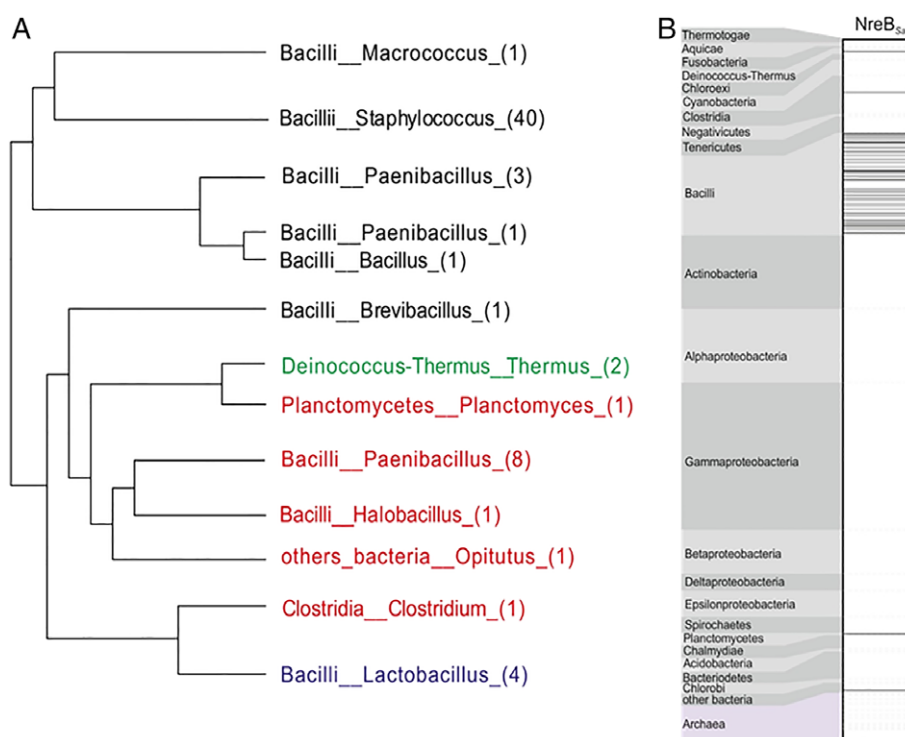 A
Bacilli__Macrococcus_(1)
Bacillii__Staphylococcus_(40)
Bacilli__Paenibacillus_(3)
Bacilli__Paenibacillus_(1)
Bacilli__Bacillus_(1)
Bacilli__Brevibacillus_(1)
Deinococcus-Thermus__Thermus_(2)
Planctomycetes__Planctomyces_(1)
Bacilli__Paenibacillus_(8)
Bacilli__Halobacillus_(1)
others_bacteria__Opitutus_(1)
Clostridia__Clostridium_(1)
Bacilli__Lactobacillus_(4)
B
NreB Sa
Thermotogae
Aquicae
Fusobacteria
Deinococcus-Thermus
Chloroexi
Cyanobacteria
Clostridia
Negativicutes
Tenericutes
Bacilli
Actinobacteria
Alphaproteobacteria
Gammaproteobacteria
Betaproteobacteria
Deltaproteobacteria
Epsilonproteobacteria
Spirochaetes
Planctomycetes
Chalmydiae
Acidobacteria
Bacteriodetes
Chlorobi
other bacteria
Archaea